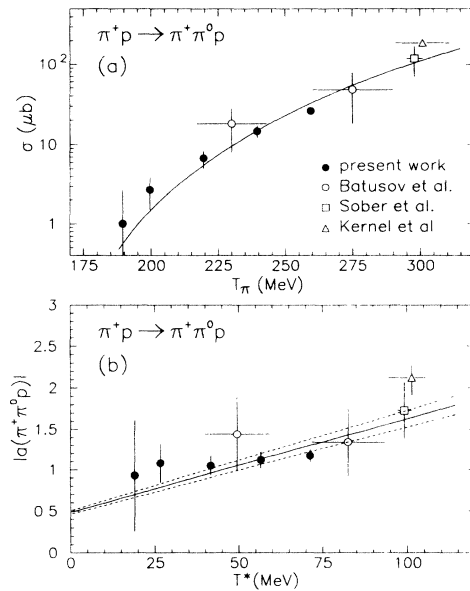 π⁺p → π⁺π⁰p
(a)
σ (μb)
10²
10
1
● present work
○ Batusov et al.
□ Sober et al.
△ Kernel et al
175 200 225 250 275 300
T_π (MeV)
π⁺p → π⁺π⁰p
(b)
|a(π⁺π⁰p)|
3
2.5
2
1.5
1
0 5
0
0 25 50 75 100
T* (MeV)